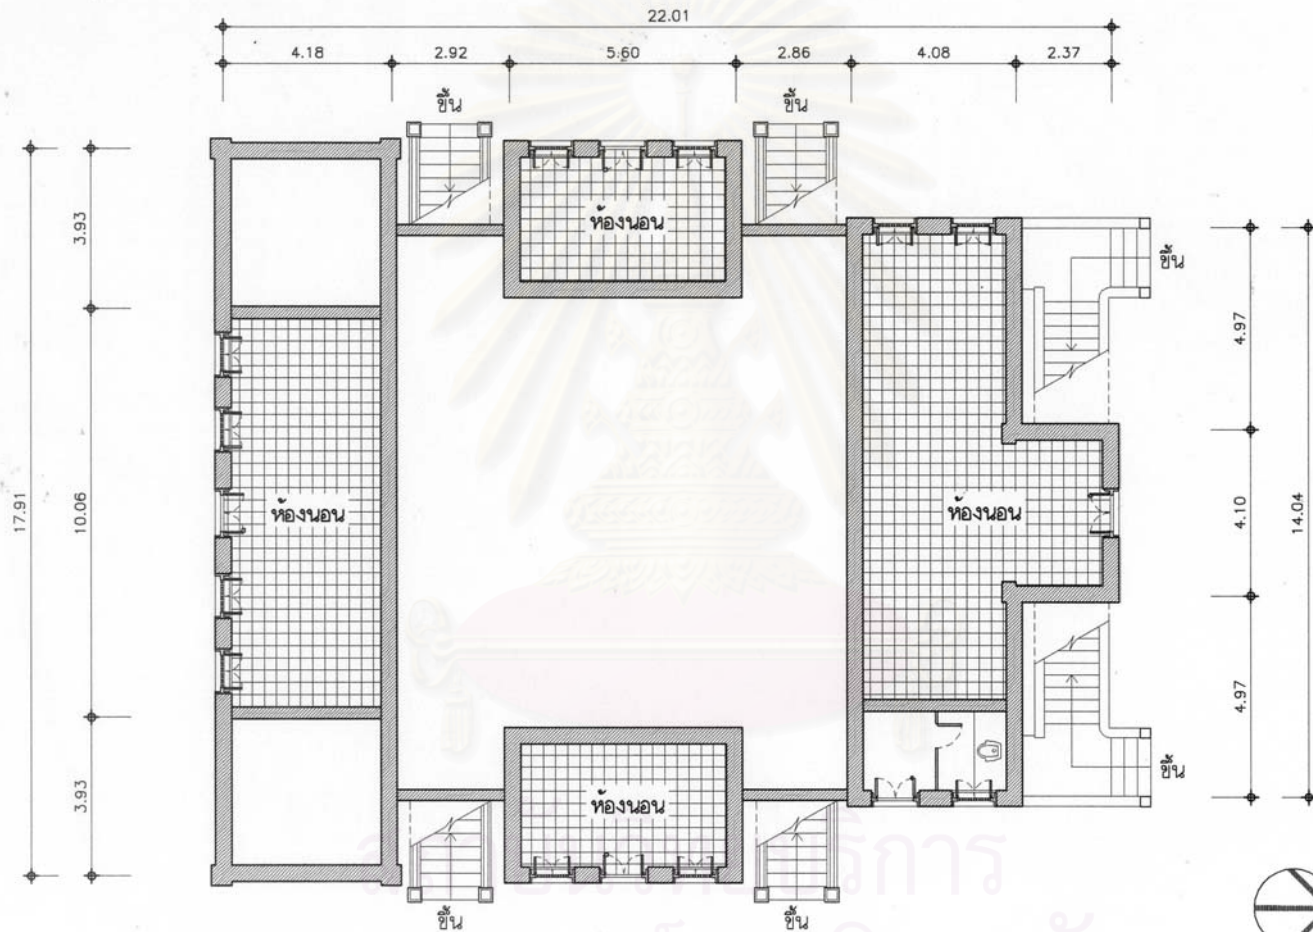 22.01
4.18 2.92 5.60 2.86 4.08 2.37
ขึ้น ขึ้น
3.93
ห้องนอน
ขึ้น
4.97
17.91
10.06
ห้องนอน
ห้องนอน
4.10
14.04
4.97
3.93
ห้องนอน
ขึ้น
ขึ้น ขึ้น